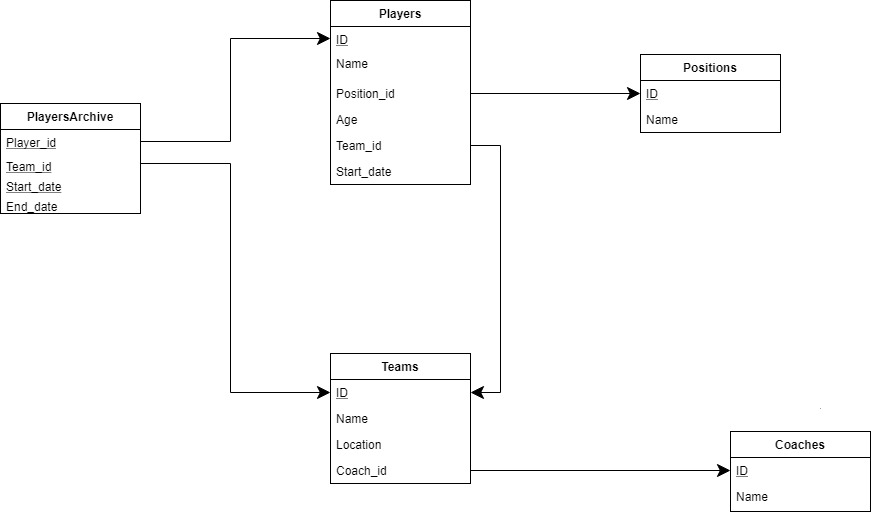 Players
ID
Name
Position_id
Age
Team_id
Start_date
Positions
ID
Name
PlayersArchive
Player_id
Team_id
Start_date
End_date
Teams
ID
Name
Location
Coach_id
Coaches
ID
Name